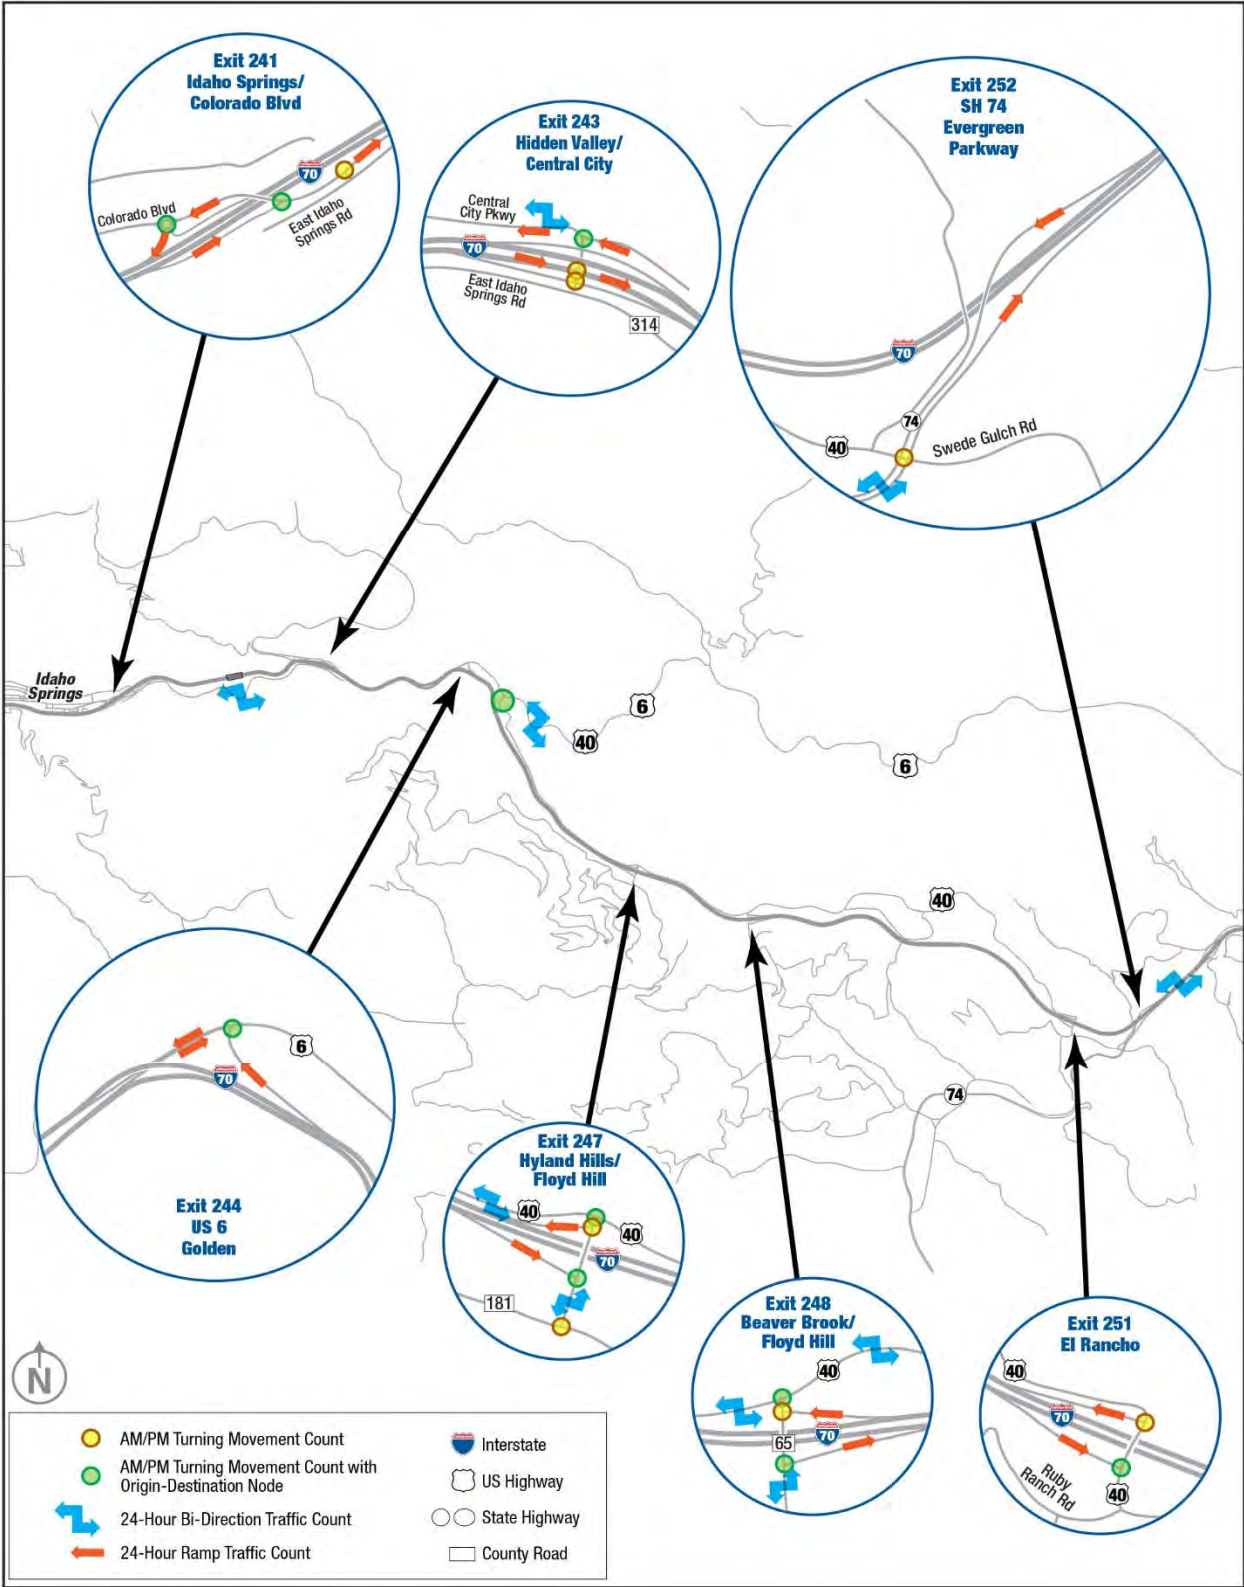 Exit 241
Idaho Springs/
Colorado Blvd
70
Colorado Blvd
East Idaho
Springs Rd
Exit 243
Hidden Valley/
Central City
Central
City Pkwy
70
East Idaho
Springs Rd
314
Exit 252
SH 74
Evergreen
Parkway
70
74
40
Swede Gulch Rd
Idaho
Springs
6
40
6
40
74
6
70
Exit 244
US 6
Golden
Exit 247
Hyland Hills/
Floyd Hill
40
40
70
181
Exit 248
Beaver Brook/
Floyd Hill
40
70
65
Exit 251
El Rancho
40
70
Ruby
Ranch Rd
40
N
AM/PM Turning Movement Count
AM/PM Turning Movement Count with
Origin-Destination Node
24-Hour Bi-Direction Traffic Count
24-Hour Ramp Traffic Count
Interstate
US Highway
State Highway
County Road